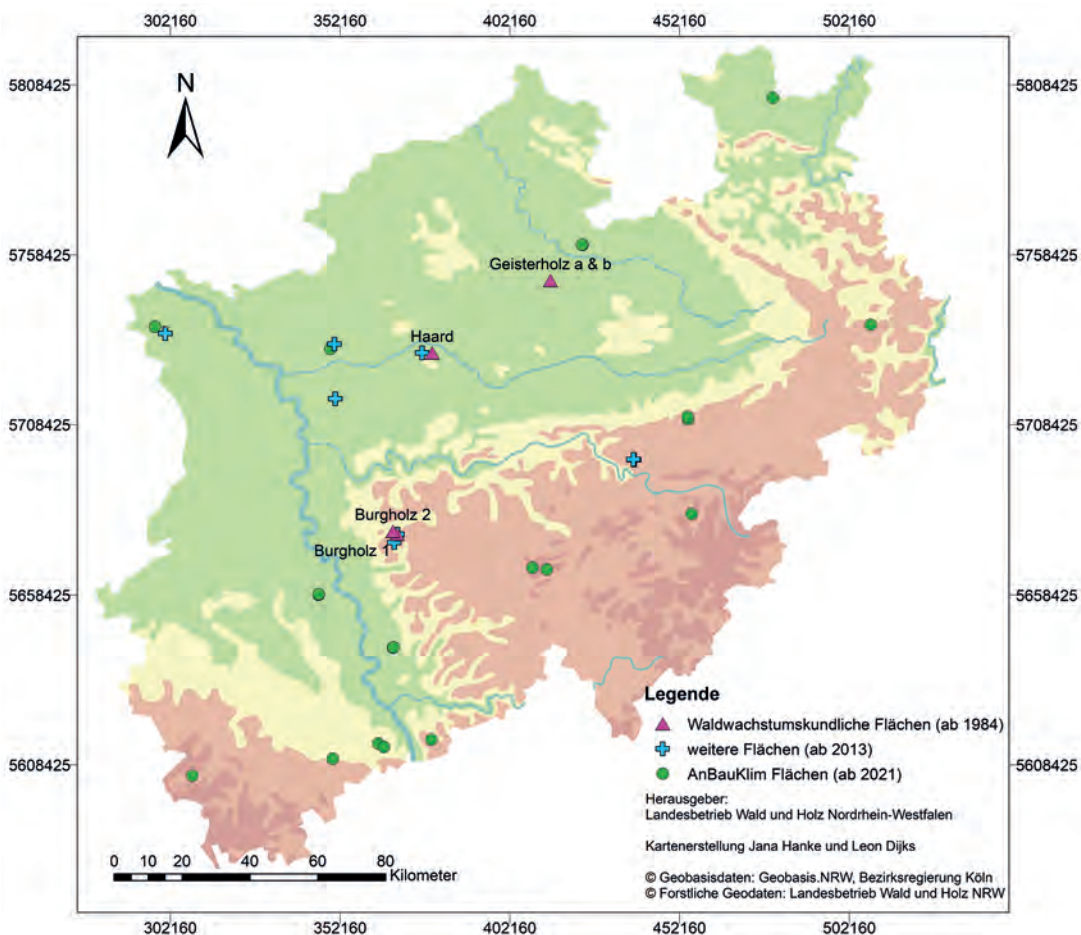 302160 352160 402160 452160 502160
N
5808425 5808425
5758425 5758425
Geisterholz a & b
Haard
5708425 5708425
Burgholz 2
Burgholz 1
5658425 5658425
Legende
Waldwachstumskundliche Flächen (ab 1984)
weitere Flächen (ab 2013)
5608425 5608425
AnBauKlim Flächen (ab 2021)
Herausgeber:
Landesbetrieb Wald und Holz Nordrhein-Westfalen
Kartenerstellung Jana Hanke und Leon Dijks
0 10 20 40 60 80
Kilometer
© Geobasisdaten: Geobasis.NRW, Bezirksregierung Köln
© Forstliche Geodaten: Landesbetrieb Wald und Holz NRW
302160 352160 402160 452160 502160